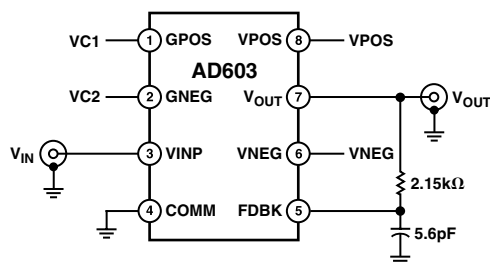 VC1 1 GPOS VPOS 8 VPOS
AD603
VC2 2 GNEG VOUT 7 VOUT
VIN 3 VINP VNEG 6 VNEG
2.15kΩ
4 COMM FDBK 5
5.6pF